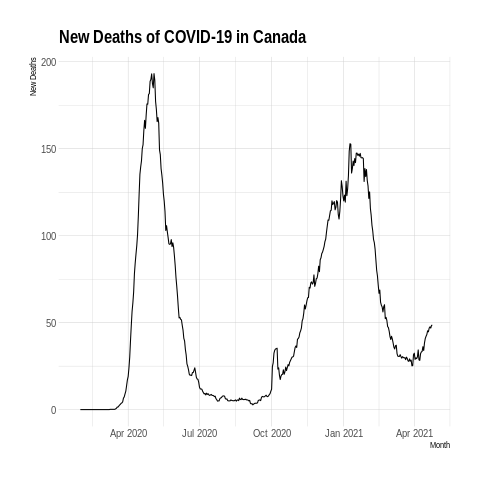 New Deaths of COVID-19 in Canada
New Deaths
200
150
100
50
0
Apr 2020 Jul 2020 Oct 2020 Jan 2021 Apr 2021
Month